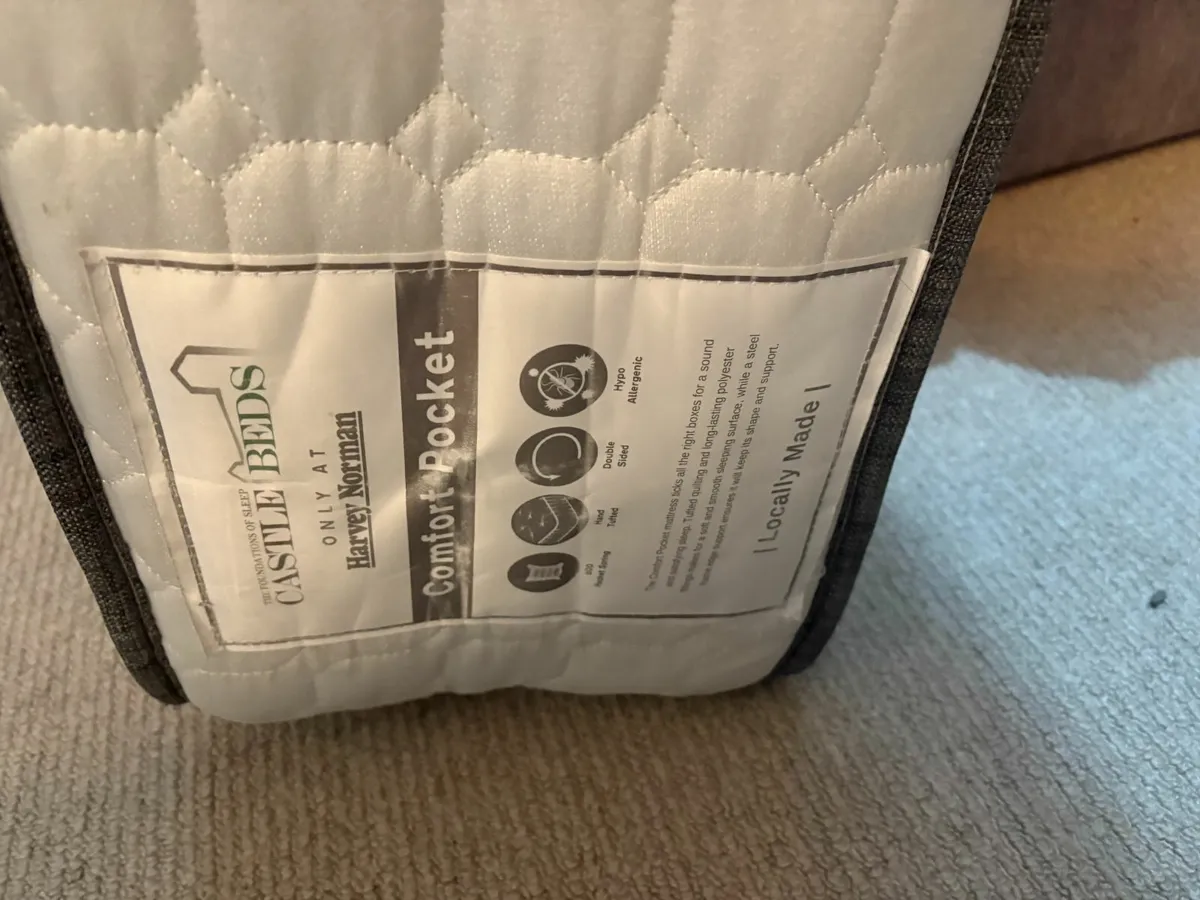 THE FOUNDATIONS OF SLEEP
CASTLE BEDS
ONLY AT
Harvey Norman
Comfort Pocket
600
Pocket Spring
Hand
Tufted
Double
Sided
Hypo
Allergenic
The Comfort Pocket mattress ticks all the right boxes for a sound
and satisfying sleep. Tufted quilting and long-lasting polyester
fillings makes for a soft and smooth sleeping surface, while a steel
frame edge support ensures it will keep its shape and support.
| Locally Made |